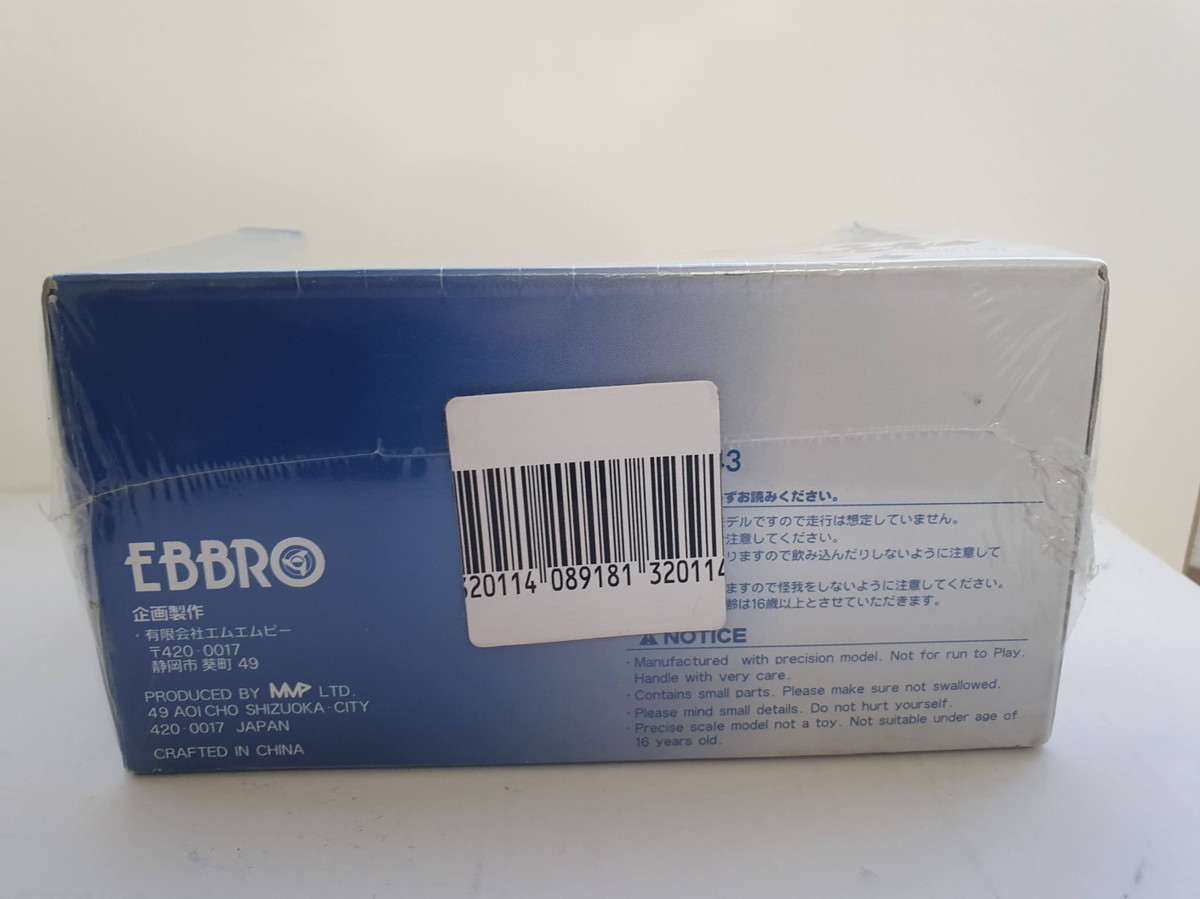 43
ずお読みください。
デルですので走行は想定していません。
注意してください。
りますので飲み込んだりしないように注意して
ますので怪我をしないように注意してください。
齢は16歳以上とさせていただきます。
20114 089181 320114
EBBRO
企画製作
・有限会社エムエムピー
〒420-0017
静岡市 葵町 49
PRODUCED BY MMP LTD.
49 AOI CHO SHIZUOKA-CITY
420-0017 JAPAN
CRAFTED IN CHINA
NOTICE
・Manufactured with precision model. Not for run to Play.
Handle with very care.
・Contains small parts. Please make sure not swallowed.
・Please mind small details. Do not hurt yourself.
・Precise scale model not a toy. Not suitable under age of
16 years old.